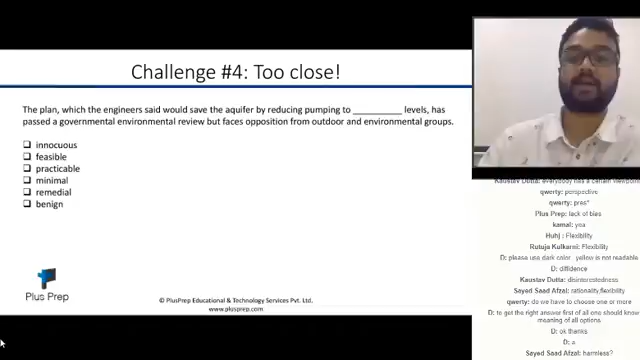 Challenge #4: Too close!
The plan, which the engineers said would save the aquifer by reducing pumping to __________ levels, has
passed a governmental environmental review but faces opposition from outdoor and environmental groups.
innocuous
feasible
practicable
minimal
remedial
benign
Plus Prep
© PlusPrep Educational & Technology Services Pvt. Ltd.
www.plusprep.com
Kaustav Dutta: everybody has a certain viewpoint
qwerty: perspective
qwerty: pres*
Plus Prep: lack of bias
kamal: yea
Huhj : Flexibility
Rutuja Kulkarni: Flexibility
D: please use dark color . yellow is not readable
D: diffidence
Kaustav Dutta: disinterestedness
Sayed Saad Afzal: rationality,flexibility
qwerty: do we have to choose one or more
D: to get the right answer first of all one should know
meaning of all options
D: ok thanks
D: a
Sayed Saad Afzal: harmless?